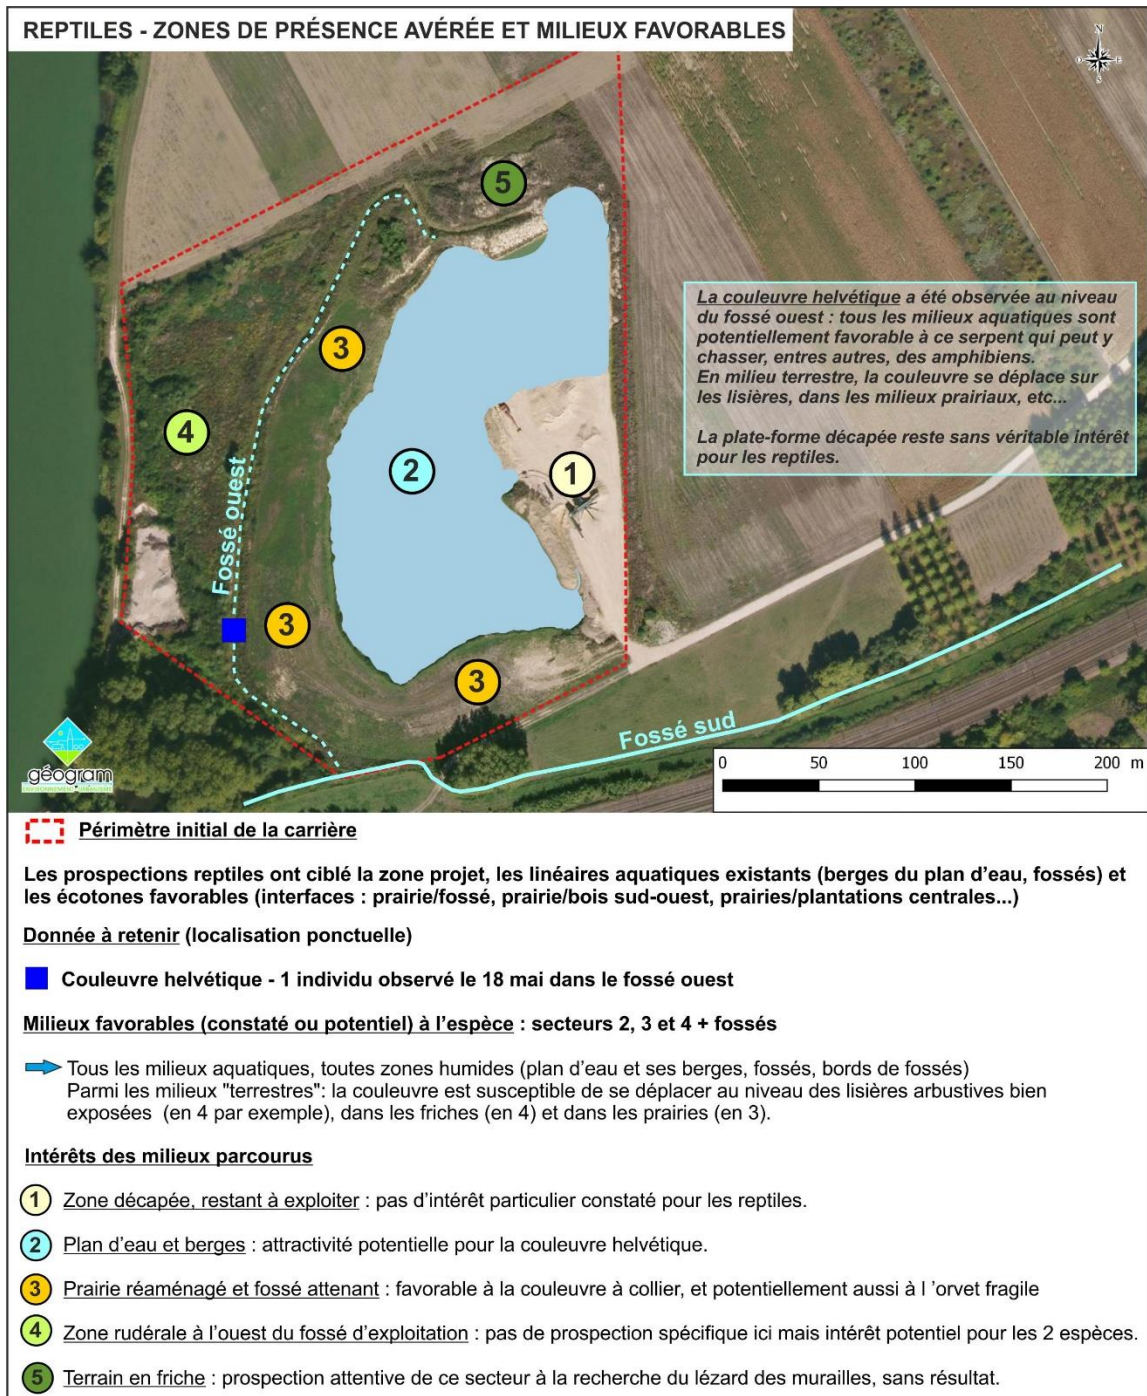 REPTILES - ZONES DE PRÉSENCE AVÉRÉE ET MILIEUX FAVORABLES
N
O
E
S
5
La couleuvre helvétique a été observée au niveau
du fossé ouest : tous les milieux aquatiques sont
potentiellement favorable à ce serpent qui peut y
chasser, entres autres, des amphibiens.
En milieu terrestre, la couleuvre se déplace sur
les lisières, dans les milieux prairiaux, etc...
La plate-forme décapée reste sans véritable intérêt
pour les reptiles.
3
4
2
1
Fossé ouest
3
3
Fossé sud
géogram
ENVIRONNEMENT URBANISME
0 50 100 150 200 m
Périmètre initial de la carrière
Les prospections reptiles ont ciblé la zone projet, les linéaires aquatiques existants (berges du plan d'eau, fossés) et
les écotones favorables (interfaces : prairie/fossé, prairie/bois sud-ouest, prairies/plantations centrales...)
Donnée à retenir (localisation ponctuelle)
Couleuvre helvétique - 1 individu observé le 18 mai dans le fossé ouest
Milieux favorables (constaté ou potentiel) à l'espèce : secteurs 2, 3 et 4 + fossés
Tous les milieux aquatiques, toutes zones humides (plan d'eau et ses berges, fossés, bords de fossés)
Parmi les milieux "terrestres": la couleuvre est susceptible de se déplacer au niveau des lisières arbustives bien
exposées (en 4 par exemple), dans les friches (en 4) et dans les prairies (en 3).
Intérêts des milieux parcourus
1 Zone décapée, restant à exploiter : pas d'intérêt particulier constaté pour les reptiles.
2 Plan d'eau et berges : attractivité potentielle pour la couleuvre helvétique.
3 Prairie réaménagé et fossé attenant : favorable à la couleuvre à collier, et potentiellement aussi à l 'orvet fragile
4 Zone rudérale à l'ouest du fossé d'exploitation : pas de prospection spécifique ici mais intérêt potentiel pour les 2 espèces.
5 Terrain en friche : prospection attentive de ce secteur à la recherche du lézard des murailles, sans résultat.